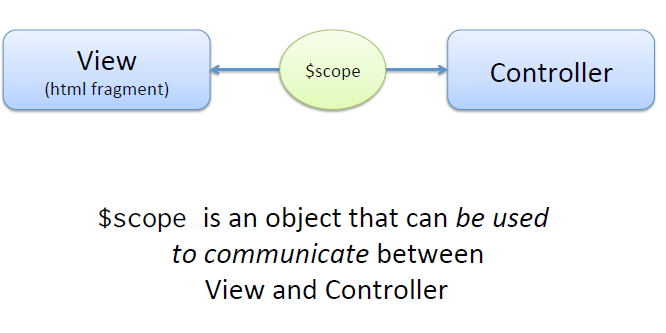 View
(html fragment)
$scope
Controller
$scope is an object that can be used
to communicate between
View and Controller